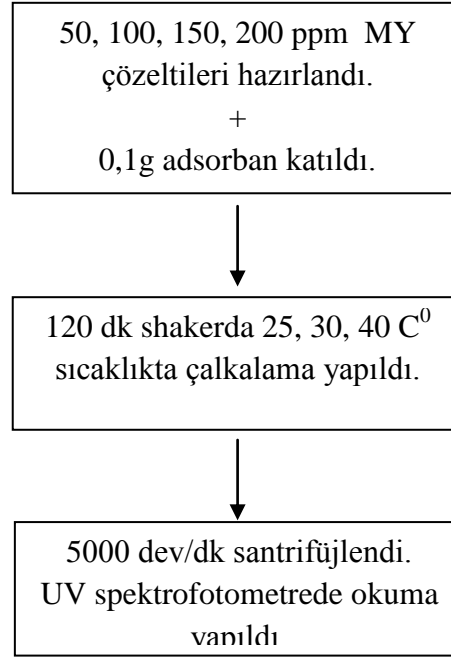 50, 100, 150, 200 ppm MY
çözeltileri hazırlandı.
+
0,1g adsorban katıldı.
120 dk shakerda 25, 30, 40 C⁰
sıcaklıkta çalkalama yapıldı.
5000 dev/dk santrifüjlendi.
UV spektrofotometrede okuma
yapıldı